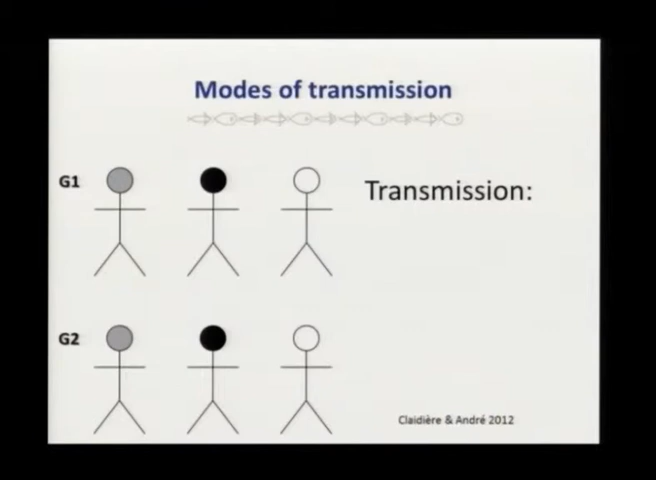 Modes of transmission
G1
Transmission:
G2
Claidière & André 2012